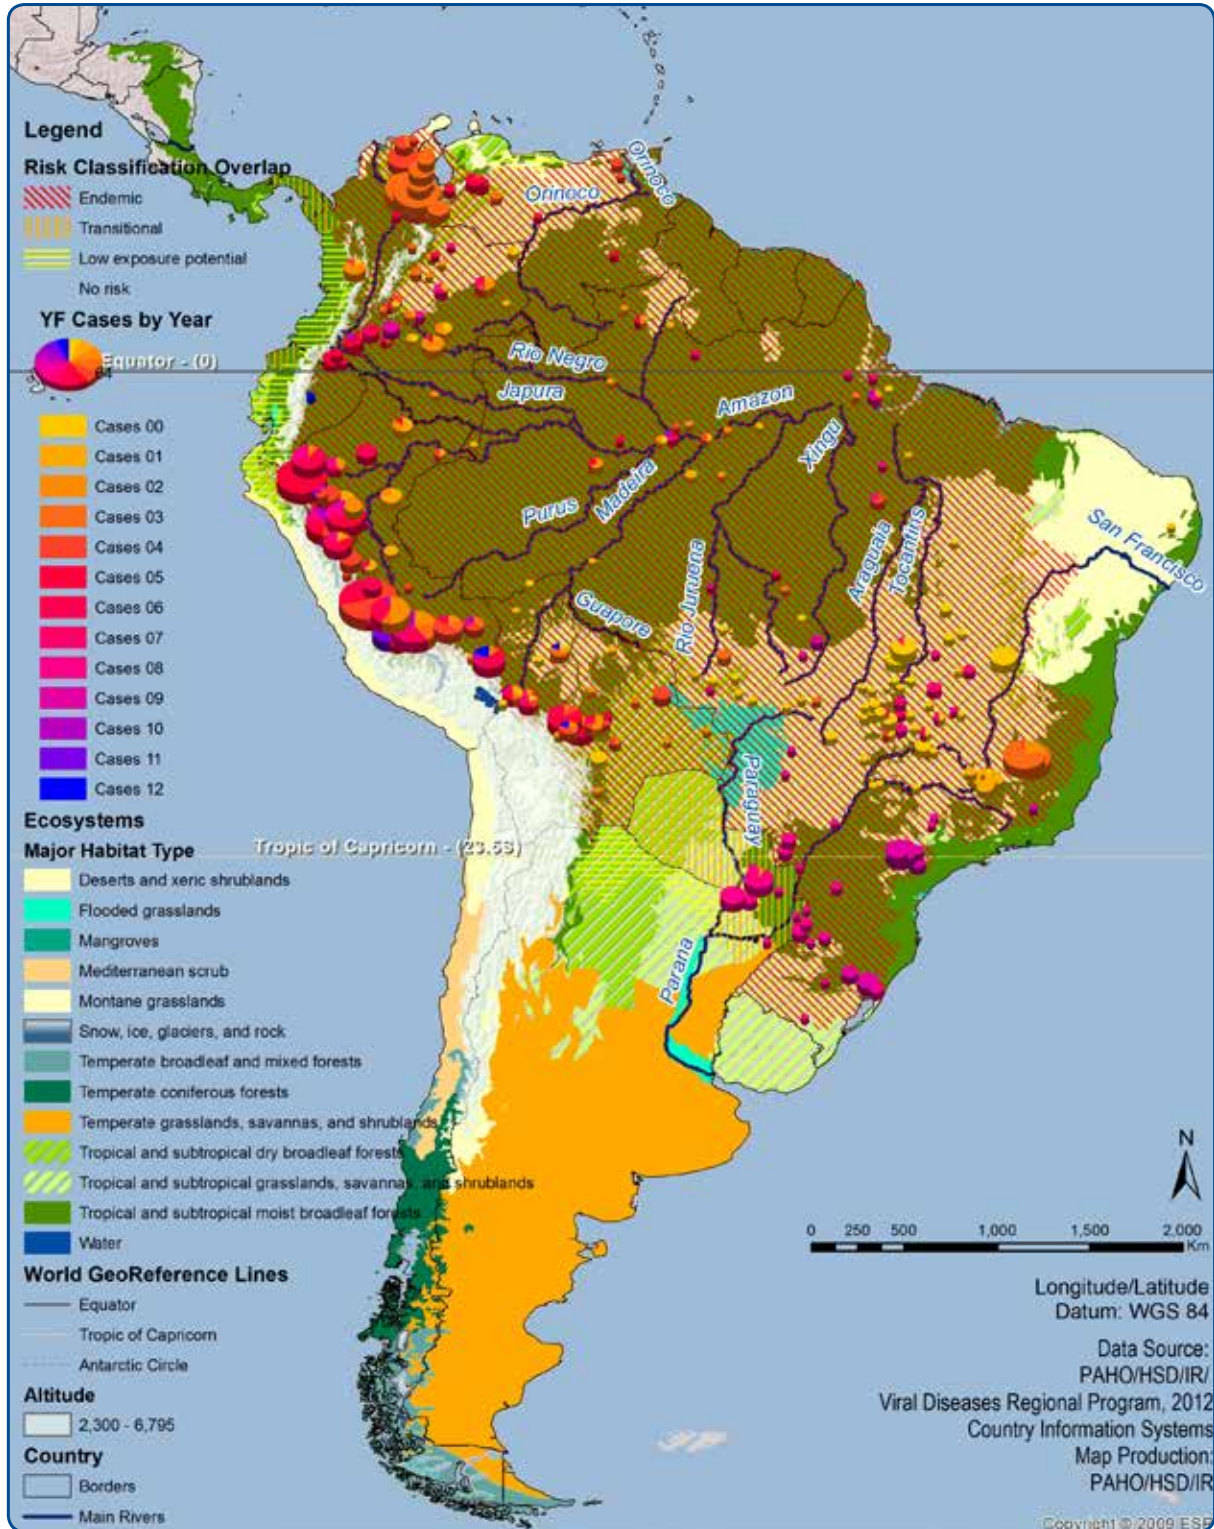 Legend
Risk Classification Overlap
Endemic
Transitional
Low exposure potential
No risk
YF Cases by Year
Equator - (0)
64
Cases 00
Cases 01
Cases 02
Cases 03
Cases 04
Cases 05
Cases 06
Cases 07
Cases 08
Cases 09
Cases 10
Cases 11
Cases 12
Ecosystems
Major Habitat Type
Deserts and xeric shrublands
Flooded grasslands
Mangroves
Mediterranean scrub
Montane grasslands
Snow, ice, glaciers, and rock
Temperate broadleaf and mixed forests
Temperate coniferous forests
Temperate grasslands, savannas, and shrublands
Tropical and subtropical dry broadleaf forests
Tropical and subtropical grasslands, savannas, and shrublands
Tropical and subtropical moist broadleaf forests
Water
World GeoReference Lines
Equator
Tropic of Capricorn
Antarctic Circle
Altitude
2,300 - 6,795
Country
Borders
Main Rivers
Orinoco
Orinoco
Rio Negro
Japura
Amazon
Xingu
Purus
Madeira
Rio Juruena
Araguaia
Tocantins
San Francisco
Guapore
Paraguay
Tropic of Capricorn - (23.5S)
Parana
N
0 250 500 1,000 1,500 2,000
Km
Longitude/Latitude
Datum: WGS 84
Data Source:
PAHO/HSD/IR/
Viral Diseases Regional Program, 2012
Country Information Systems
Map Production:
PAHO/HSD/IR
Copyright © 2009 ESR